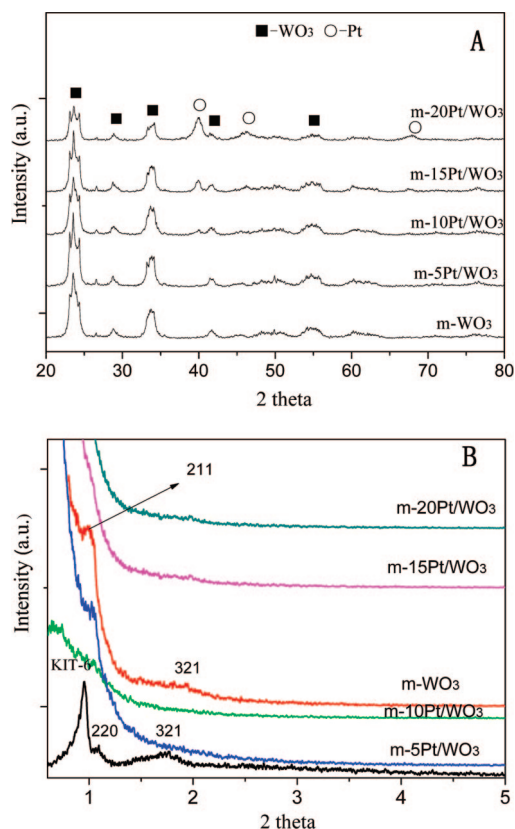 ■-WO₃ ○-Pt
A
m-20Pt/WO₃
m-15Pt/WO₃
m-10Pt/WO₃
m-5Pt/WO₃
m-WO₃
Intensity (a.u.)
20 30 40 50 60 70 80
2 theta
B
211
m-20Pt/WO₃
m-15Pt/WO₃
321
m-WO₃
KIT-6
m-10Pt/WO₃
220
321
m-5Pt/WO₃
Intensity (a.u.)
1 2 3 4 5
2 theta